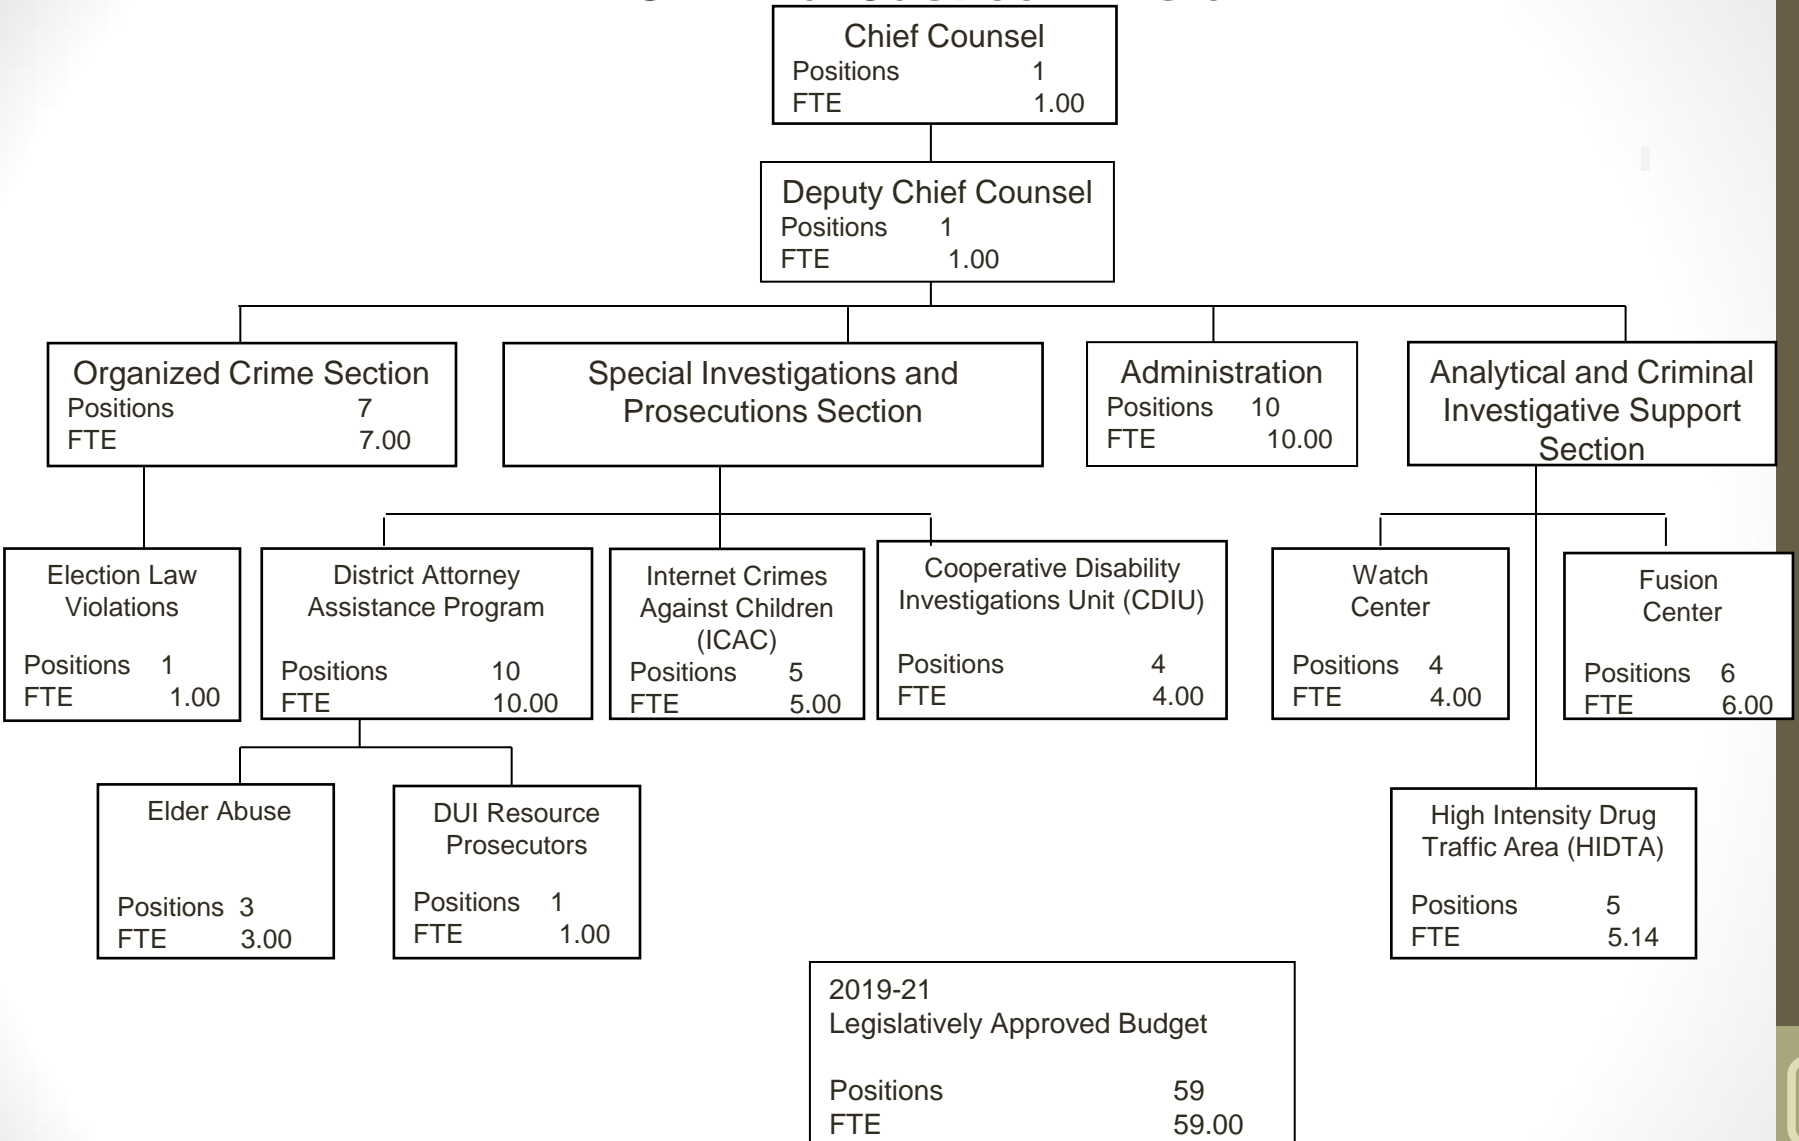 Chief Counsel
Positions 1
FTE 1.00
Deputy Chief Counsel
Positions 1
FTE 1.00
Organized Crime Section
Positions 7
FTE 7.00
Special Investigations and
Prosecutions Section
Administration
Positions 10
FTE 10.00
Analytical and Criminal
Investigative Support
Section
Election Law
Violations
Positions 1
FTE 1.00
District Attorney
Assistance Program
Positions 10
FTE 10.00
Internet Crimes
Against Children
(ICAC)
Positions 5
FTE 5.00
Cooperative Disability
Investigations Unit (CDIU)
Positions 4
FTE 4.00
Watch
Center
Positions 4
FTE 4.00
Fusion
Center
Positions 6
FTE 6.00
Elder Abuse
Positions 3
FTE 3.00
DUI Resource
Prosecutors
Positions 1
FTE 1.00
High Intensity Drug
Traffic Area (HIDTA)
Positions 5
FTE 5.14
2019-21
Legislatively Approved Budget
Positions 59
FTE 59.00